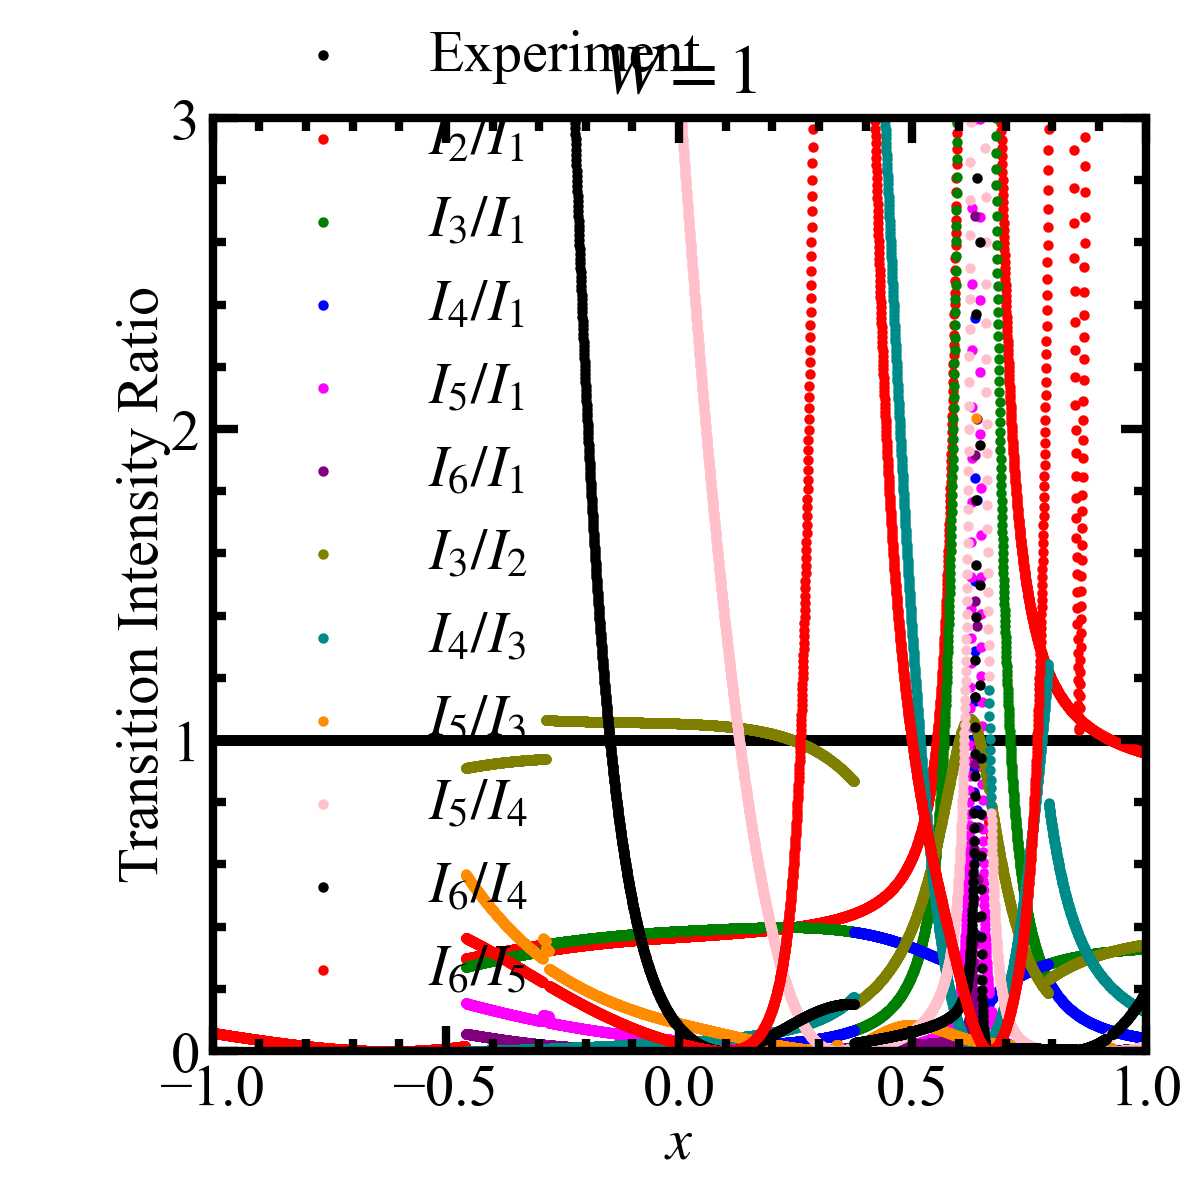 Experiment
W = 1
I₂/I₁
I₃/I₁
I₄/I₁
I₅/I₁
I₆/I₁
I₃/I₂
I₄/I₃
I₅/I₃
I₅/I₄
I₆/I₄
I₆/I₅
Transition Intensity Ratio
3
2
1
0
−1.0 −0.5 0.0 0.5 1.0
x